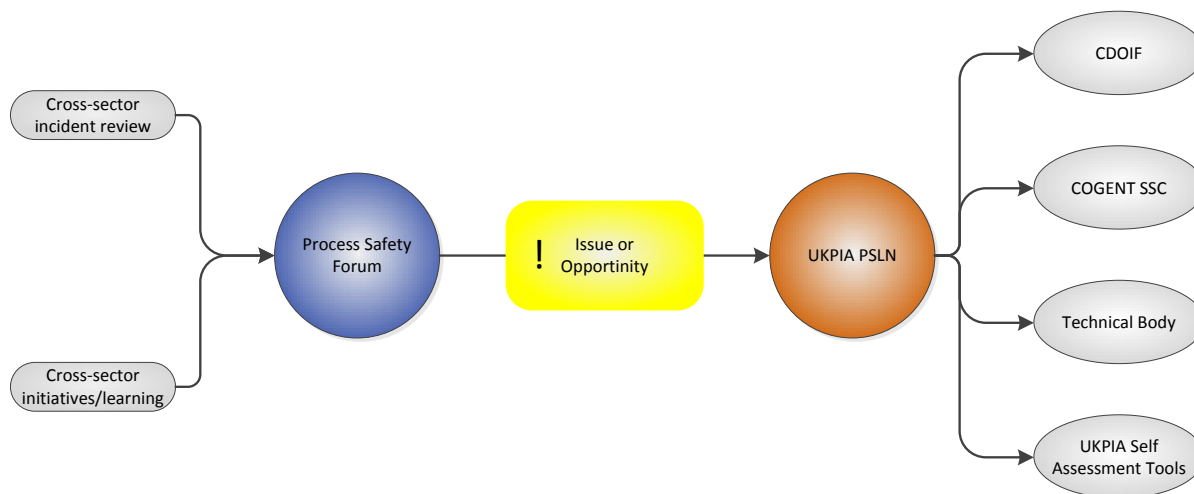 Cross-sector
incident review
Cross-sector
initiatives/learning
Process Safety
Forum
!
Issue or
Opportinity
UKPIA PSLN
CDOIF
COGENT SSC
Technical Body
UKPIA Self
Assessment Tools